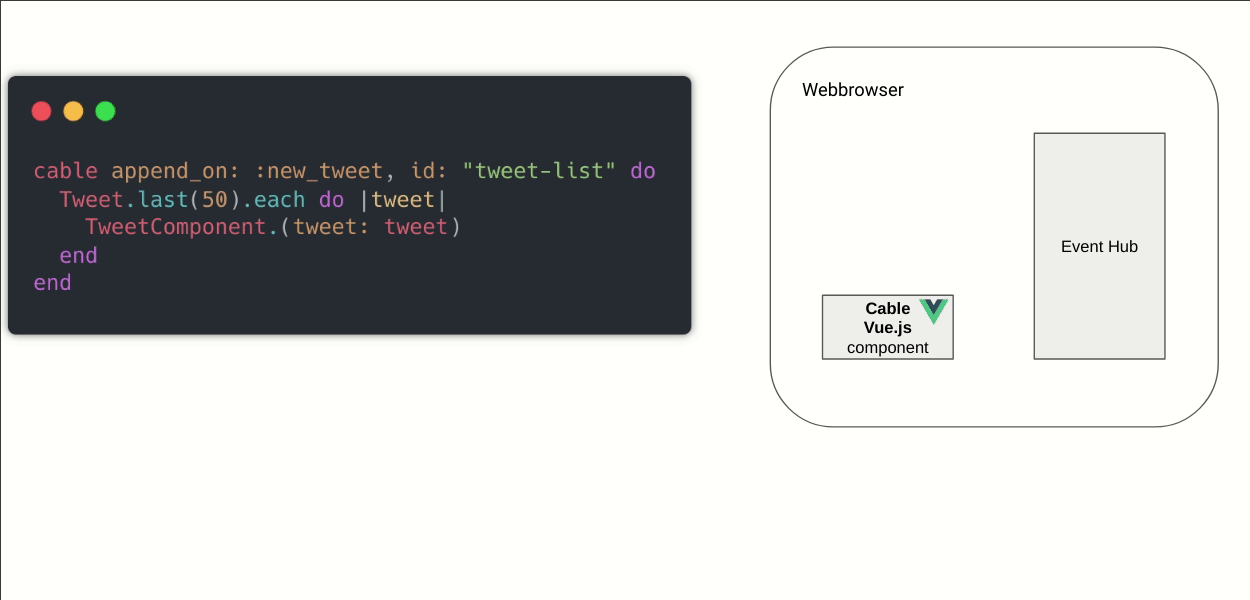 cable append_on: :new_tweet, id: "tweet-list" do
  Tweet.last(50).each do |tweet|
    TweetComponent.(tweet: tweet)
  end
end
Webbrowser
Event Hub
Cable
Vue.js
component